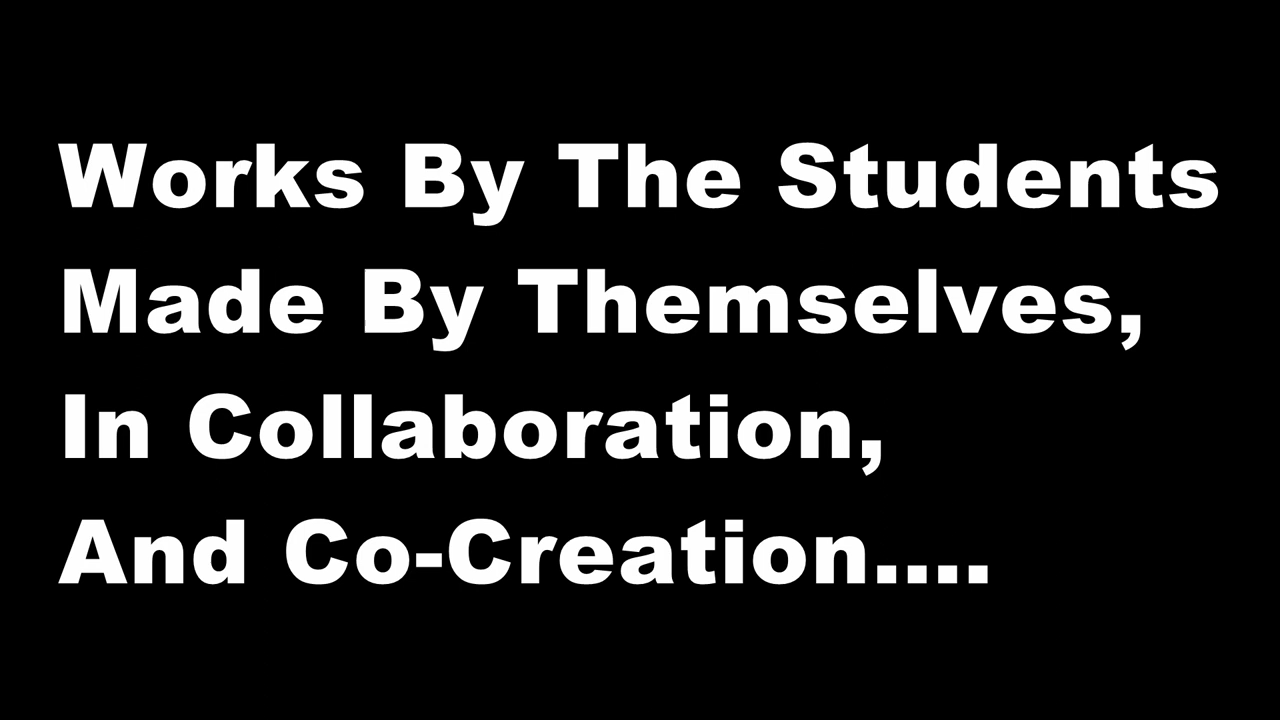 Works By The Students
Made By Themselves,
In Collaboration,
And Co-Creation....